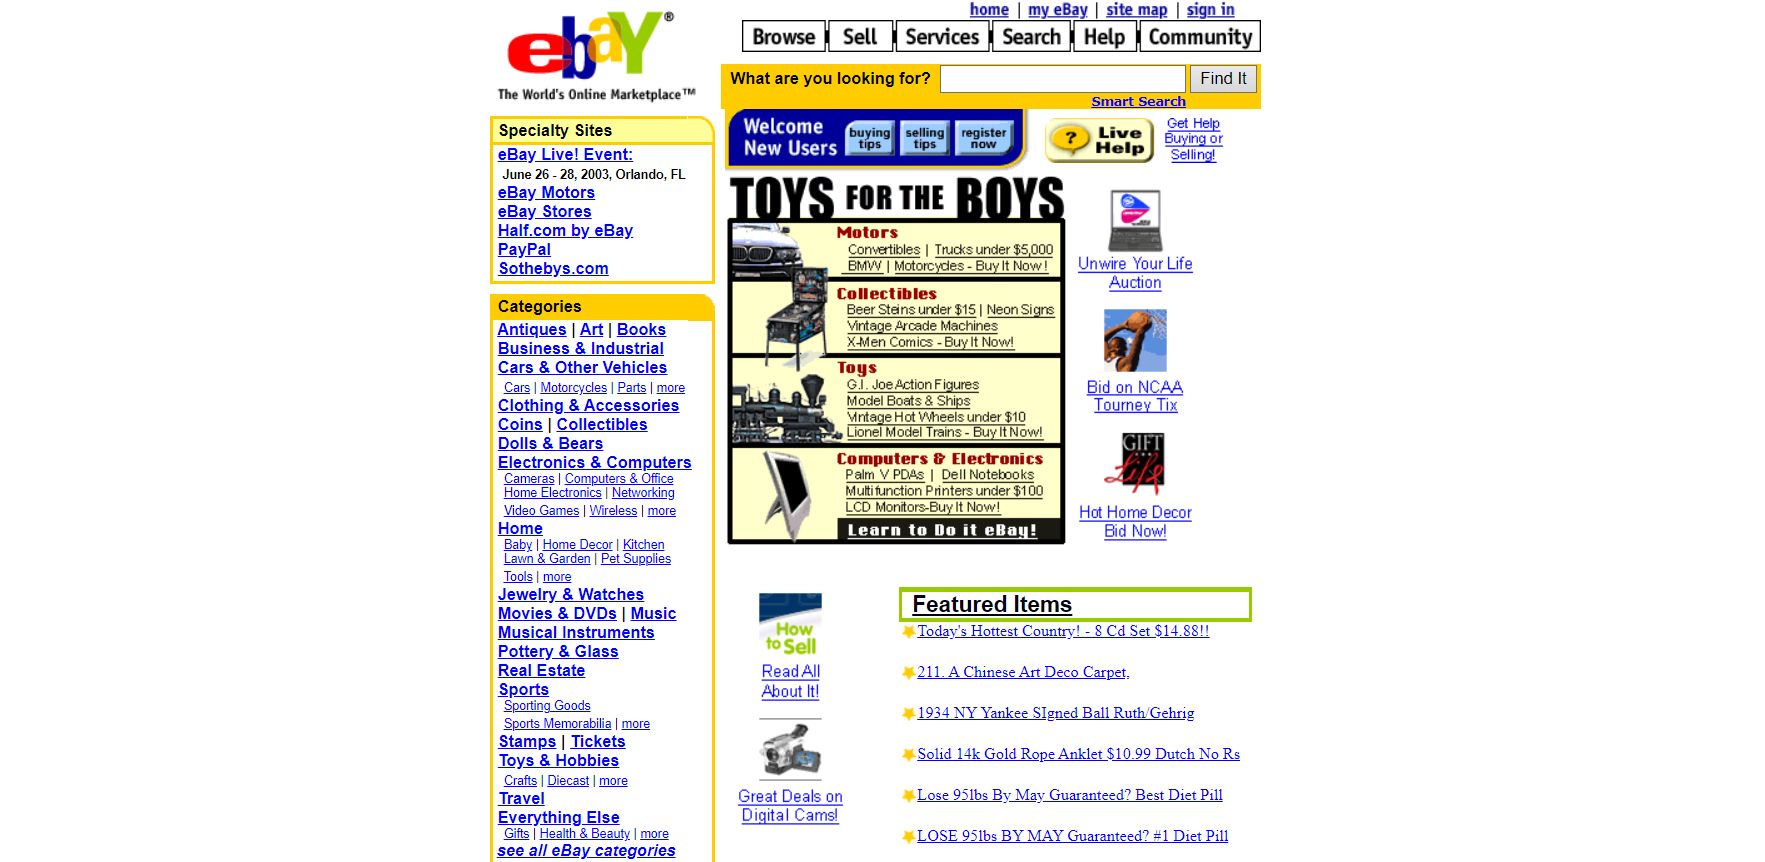 home | my eBay | site map | sign in
ebaY®
The World's Online Marketplace™
Browse Sell Services Search Help Community
What are you looking for? Find It
Smart Search
Welcome New Users
buying tips
selling tips
register now
? Live Help
Get Help
Buying or
Selling!
Specialty Sites
eBay Live! Event:
June 26 - 28, 2003, Orlando, FL
eBay Motors
eBay Stores
Half.com by eBay
PayPal
Sothebys.com
Categories
Antiques | Art | Books
Business & Industrial
Cars & Other Vehicles
Cars | Motorcycles | Parts | more
Clothing & Accessories
Coins | Collectibles
Dolls & Bears
Electronics & Computers
Cameras | Computers & Office
Home Electronics | Networking
Video Games | Wireless | more
Home
Baby | Home Decor | Kitchen
Lawn & Garden | Pet Supplies
Tools | more
Jewelry & Watches
Movies & DVDs | Music
Musical Instruments
Pottery & Glass
Real Estate
Sports
Sporting Goods
Sports Memorabilia | more
Stamps | Tickets
Toys & Hobbies
Crafts | Diecast | more
Travel
Everything Else
Gifts | Health & Beauty | more
see all eBay categories
TOYS FOR THE BOYS
Motors
Convertibles | Trucks under $5,000
BMW | Motorcycles - Buy It Now!
Collectibles
Beer Steins under $15 | Neon Signs
Vintage Arcade Machines
X-Men Comics - Buy It Now!
Toys
G.I. Joe Action Figures
Model Boats & Ships
Vintage Hot Wheels under $10
Lionel Model Trains - Buy It Now!
Computers & Electronics
Palm V PDAs | Dell Notebooks
Multifunction Printers under $100
LCD Monitors-Buy It Now!
Learn to Do it eBay!
Unwire Your Life
Auction
Bid on NCAA
Tourney Tix
GIFT
Life
Hot Home Decor
Bid Now!
How to Sell
Read All
About It!
Great Deals on
Digital Cams!
Featured Items
Today's Hottest Country! - 8 Cd Set $14.88!!
211. A Chinese Art Deco Carpet,
1934 NY Yankee SIgned Ball Ruth/Gehrig
Solid 14k Gold Rope Anklet $10.99 Dutch No Rs
Lose 95lbs By May Guaranteed? Best Diet Pill
LOSE 95lbs BY MAY Guaranteed? #1 Diet Pill